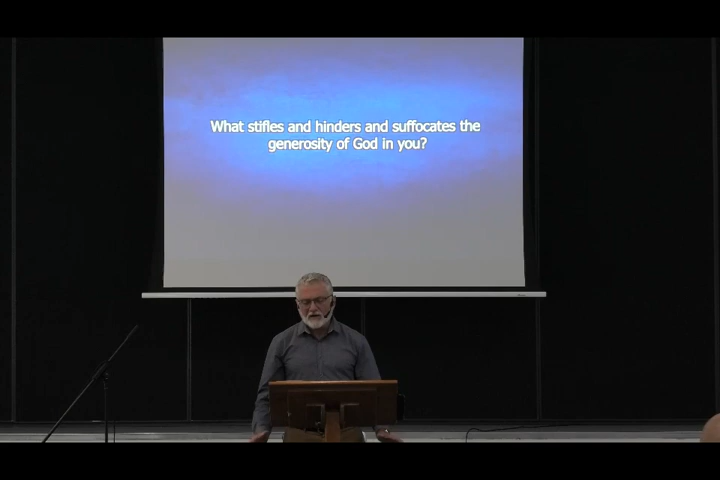 What stifles and hinders and suffocates the
generosity of God in you?